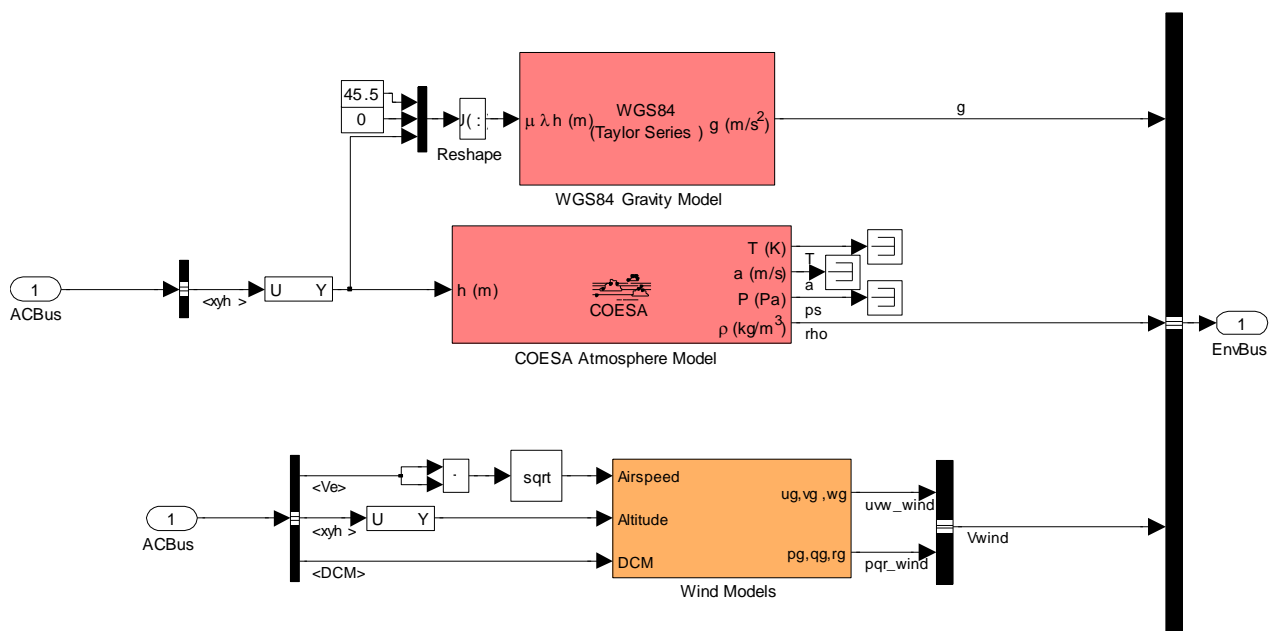 45.5
0
U( :
Reshape
μ λ h (m)
WGS84
(Taylor Series )
g (m/s²)
WGS84 Gravity Model
g
1
ACBus
<xyh >
U Y
h (m)
COESA
T (K)
a (m/s)
P (Pa)
ρ (kg/m³)
T
a
ps
rho
COESA Atmosphere Model
1
EnvBus
1
ACBus
<Ve>
<xyh >
<DCM>
U Y
sqrt
Airspeed
Altitude
DCM
ug,vg ,wg
pg,qg,rg
Wind Models
uvw_wind
pqr_wind
Vwind